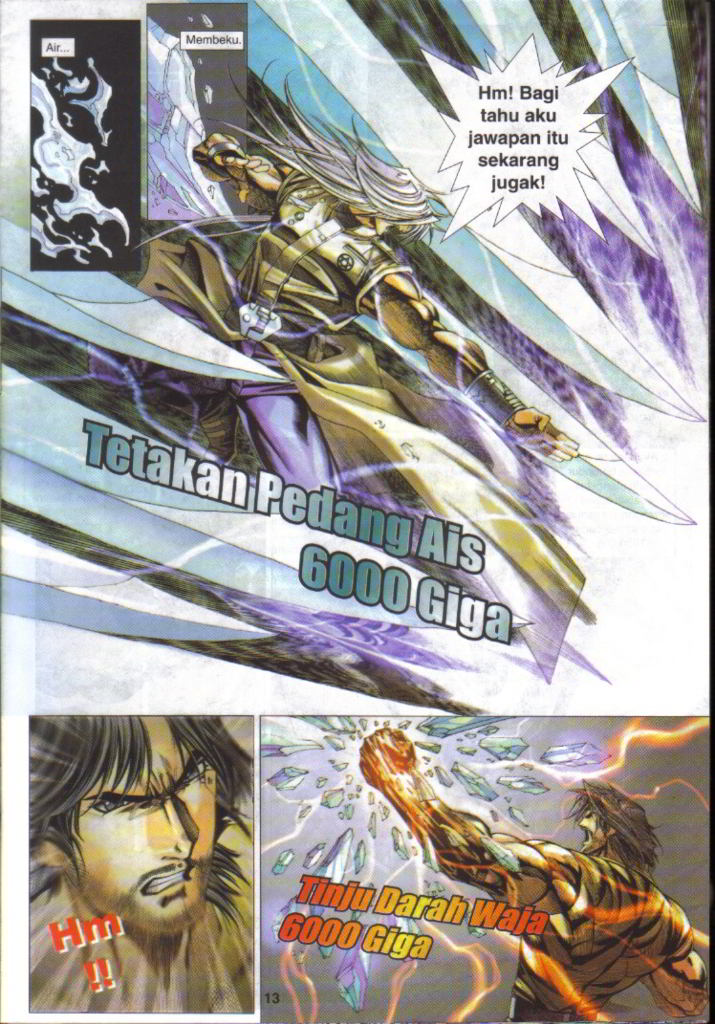 Air...
Membeku.
Hm! Bagi
tahu aku
jawapan itu
sekarang
jugak!
Tetakan Pedang Ais
6000 Giga
Hm
!!
Tinju Darah Waja
6000 Giga
13